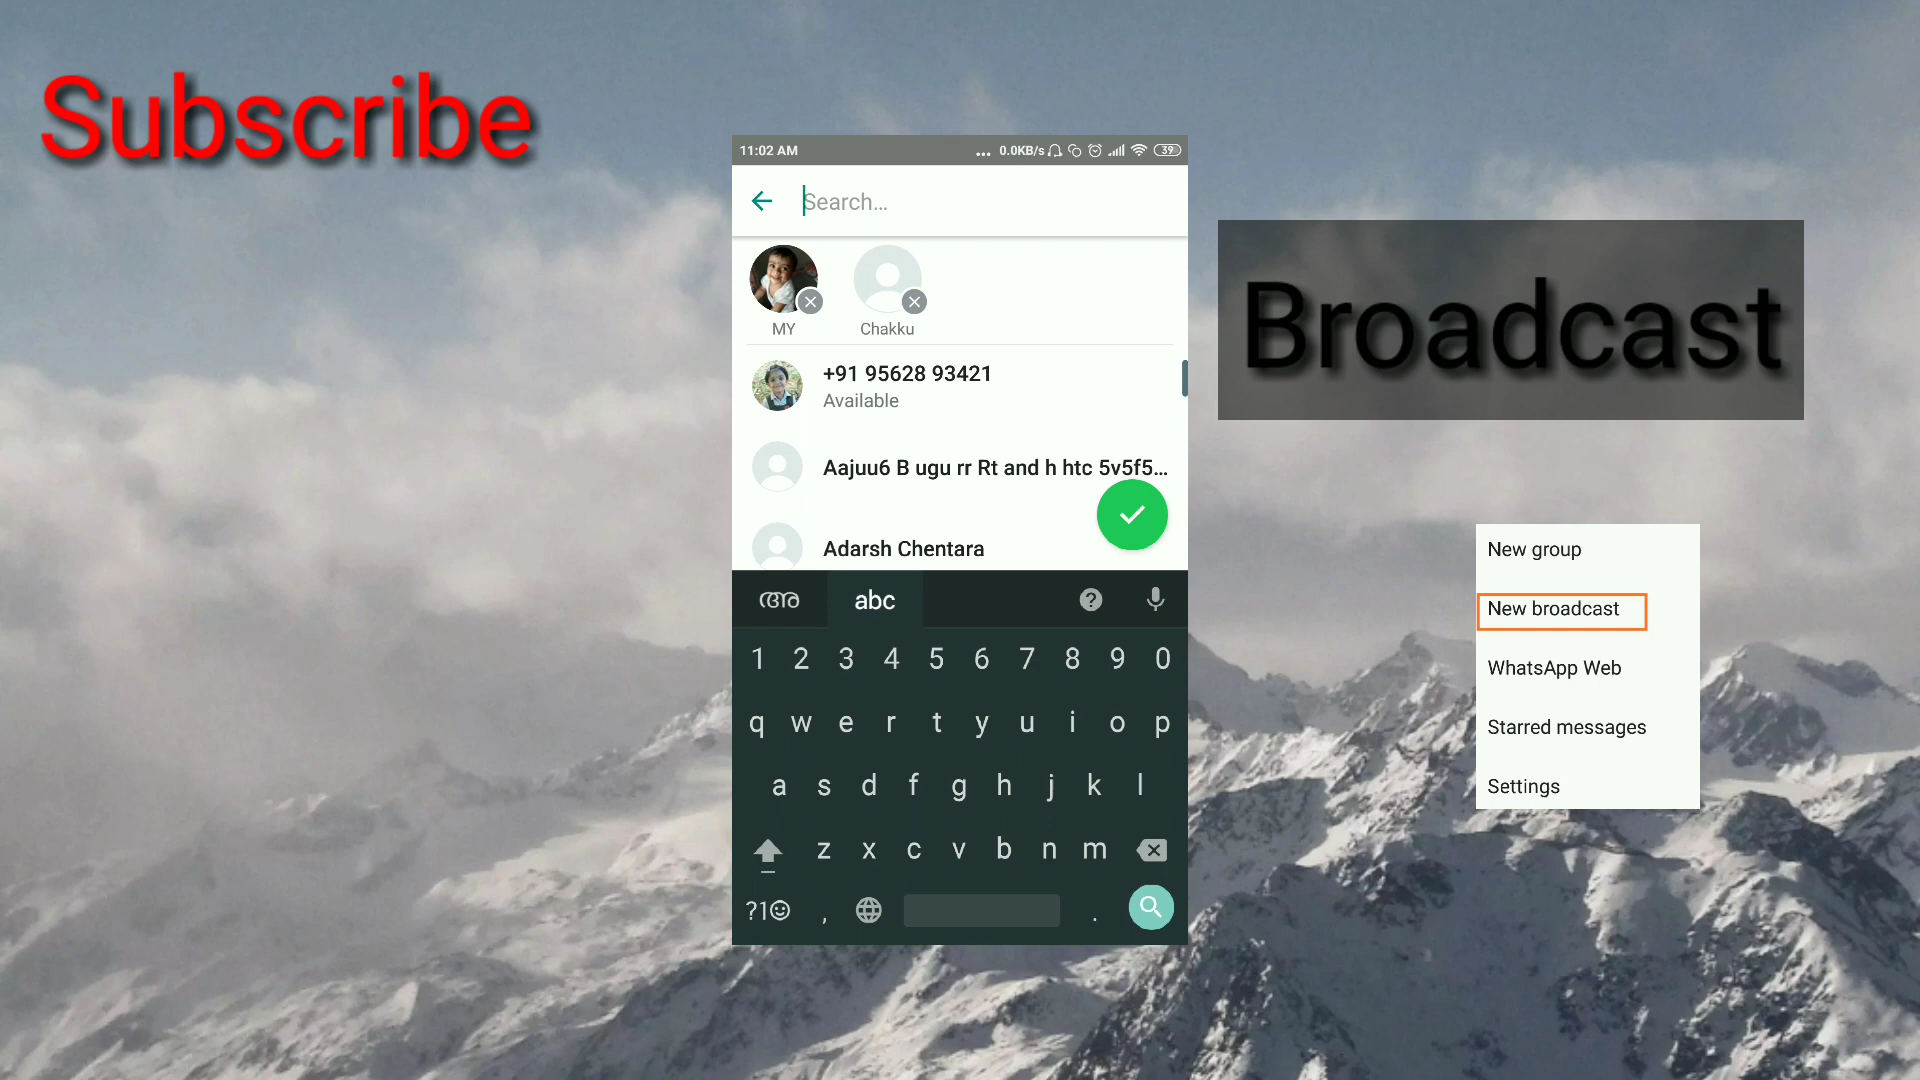 Subscribe
11:02 AM
... 0.0KB/s 39
Search...
MY
Chakku
+91 95628 93421
Available
Aajuu6 B ugu rr Rt and h htc 5v5f5...
Adarsh Chentara
അ abc
1 2 3 4 5 6 7 8 9 0
q w e r t y u i o p
a s d f g h j k l
z x c v b n m
?1☺ , .
Broadcast
New group
New broadcast
WhatsApp Web
Starred messages
Settings